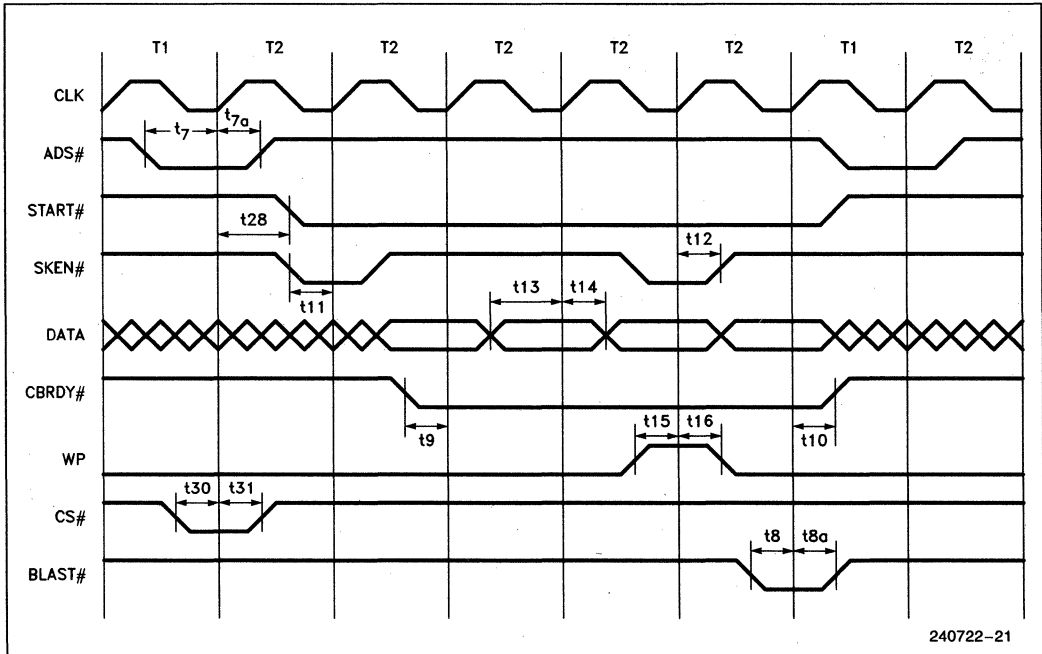 T1 T2 T2 T2 T2 T2 T1 T2
CLK
t7 t7a
ADS#
START#
t28
SKEN#
t12
t11
t13 t14
DATA
CBRDY#
t9
t15 t16
t10
WP
t30 t31
CS#
t8 t8a
BLAST#
240722-21